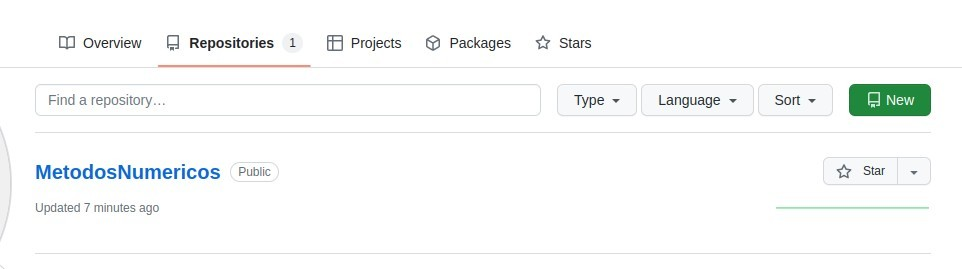 Overview Repositories 1 Projects Packages Stars
Find a repository… Type Language Sort New
MetodosNumericos Public Star
Updated 7 minutes ago